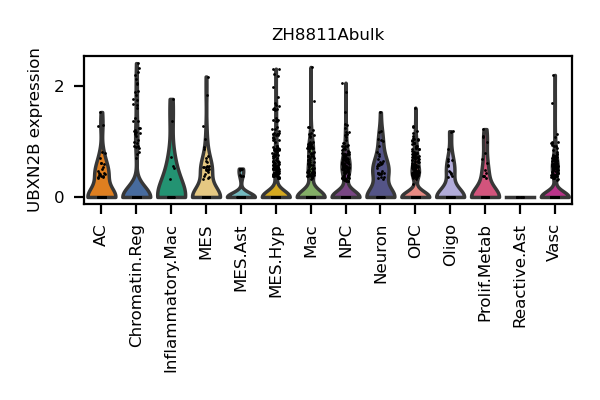 ZH8811Abulk
UBXN2B expression
2
0
AC
Chromatin.Reg
Inflammatory.Mac
MES
MES.Ast
MES.Hyp
Mac
NPC
Neuron
OPC
Oligo
Prolif.Metab
Reactive.Ast
Vasc